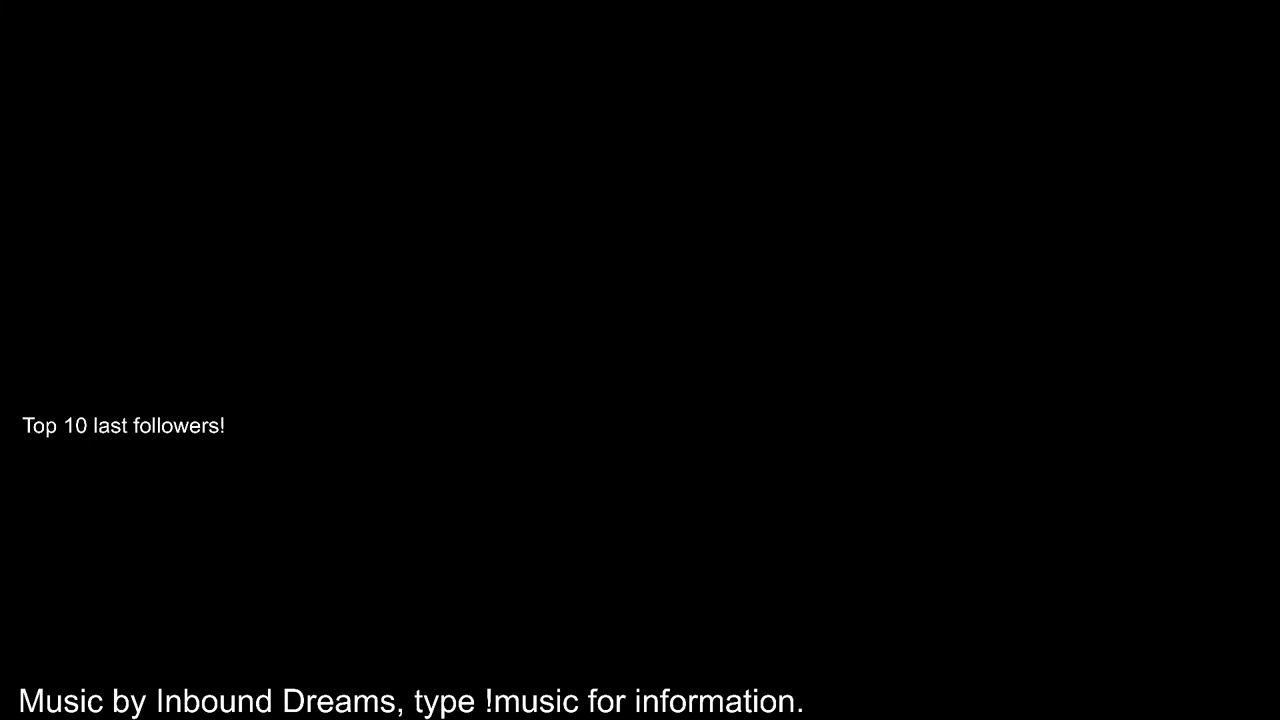 Top 10 last followers!
Music by Inbound Dreams, type !music for information.